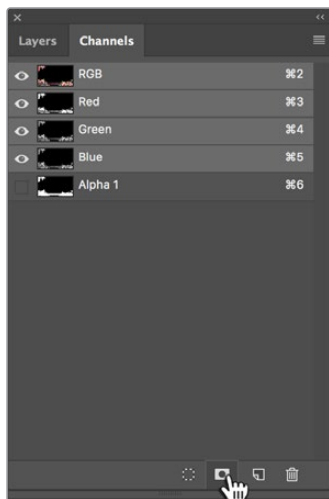 Layers Channels
RGB ⌘2
Red ⌘3
Green ⌘4
Blue ⌘5
Alpha 1 ⌘6